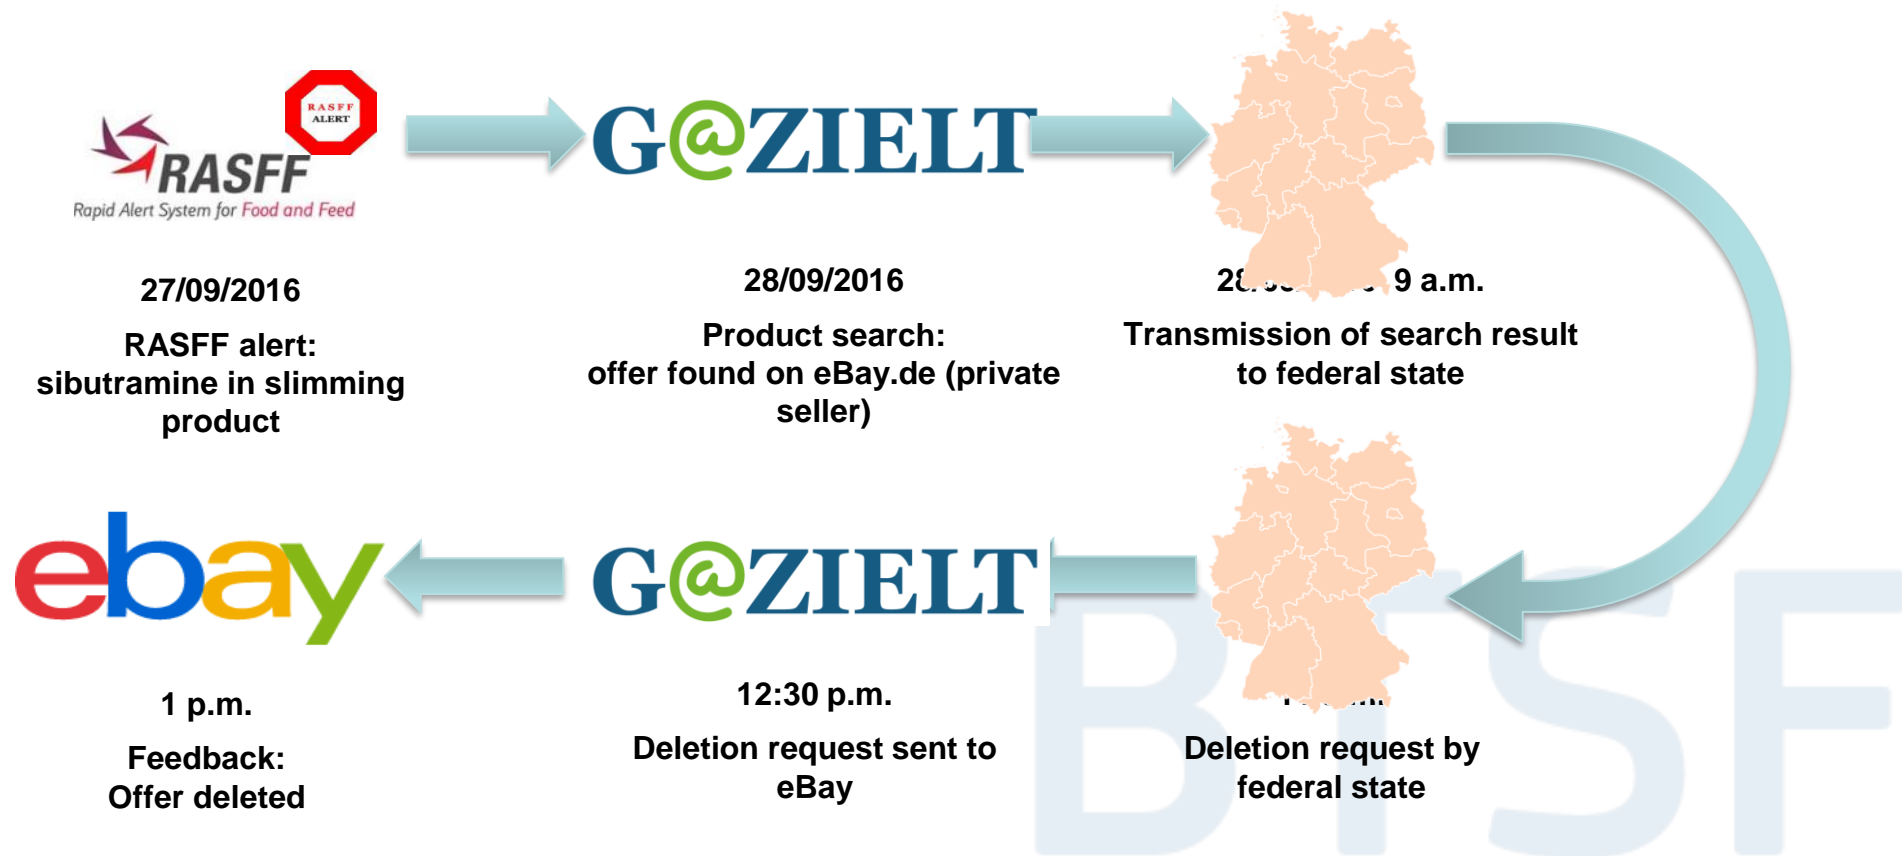 RASFF
ALERT
RASFF
Rapid Alert System for Food and Feed
G@ZIELT
27/09/2016
RASFF alert:
sibutramine in slimming
product
28/09/2016
Product search:
offer found on eBay.de (private
seller)
9 a.m.
Transmission of search result
to federal state
ebay
1 p.m.
Feedback:
Offer deleted
G@ZIELT
12:30 p.m.
Deletion request sent to
eBay
Deletion request by
federal state
BTSF